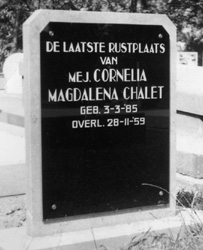 DE LAATSTE RUSTPLAATS
VAN
MEJ. CORNELIA
MAGDALENA CHALET
GEB. 3-3-'85
OVERL. 28-11-'59